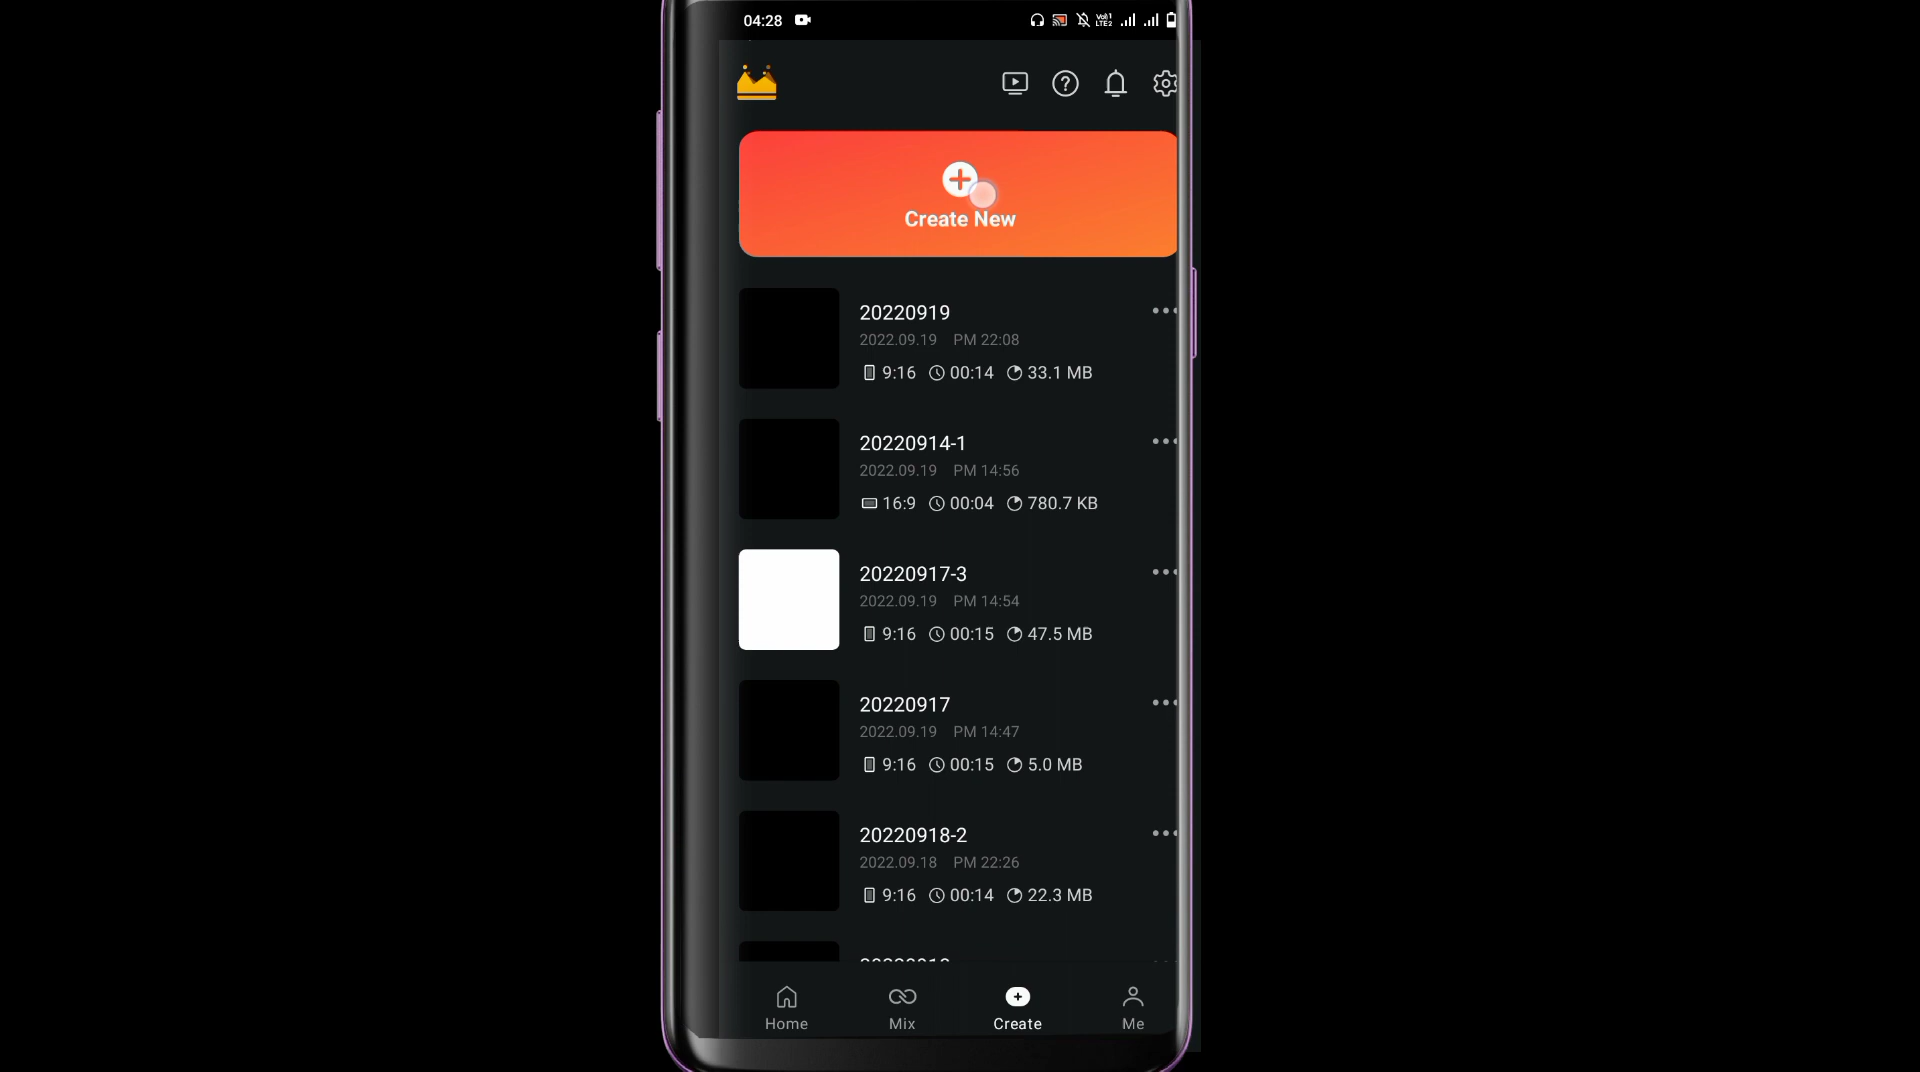 04:28
Vo)) 1
LTE2
Create New
20220919
2022.09.19 PM 22:08
9:16 00:14 33.1 MB
20220914-1
2022.09.19 PM 14:56
16:9 00:04 780.7 KB
20220917-3
2022.09.19 PM 14:54
9:16 00:15 47.5 MB
20220917
2022.09.19 PM 14:47
9:16 00:15 5.0 MB
20220918-2
2022.09.18 PM 22:26
9:16 00:14 22.3 MB
Home Mix Create Me